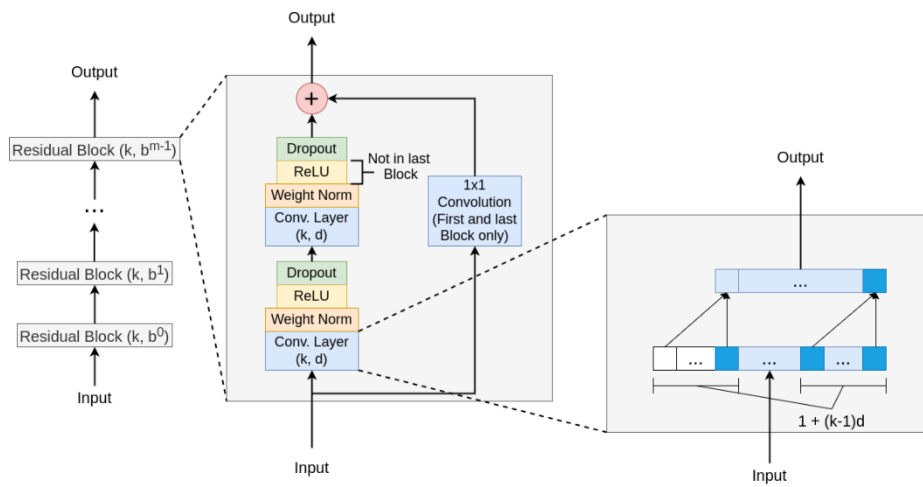 Output
Residual Block (k, b^m-1)
...
Residual Block (k, b^1)
Residual Block (k, b^0)
Input
Output
+
Dropout
ReLU
Weight Norm
Conv. Layer
(k, d)
Not in last
Block
Dropout
ReLU
Weight Norm
Conv. Layer
(k, d)
1x1
Convolution
(First and last
Block only)
Input
Output
...
... ... ...
1 + (k-1)d
Input